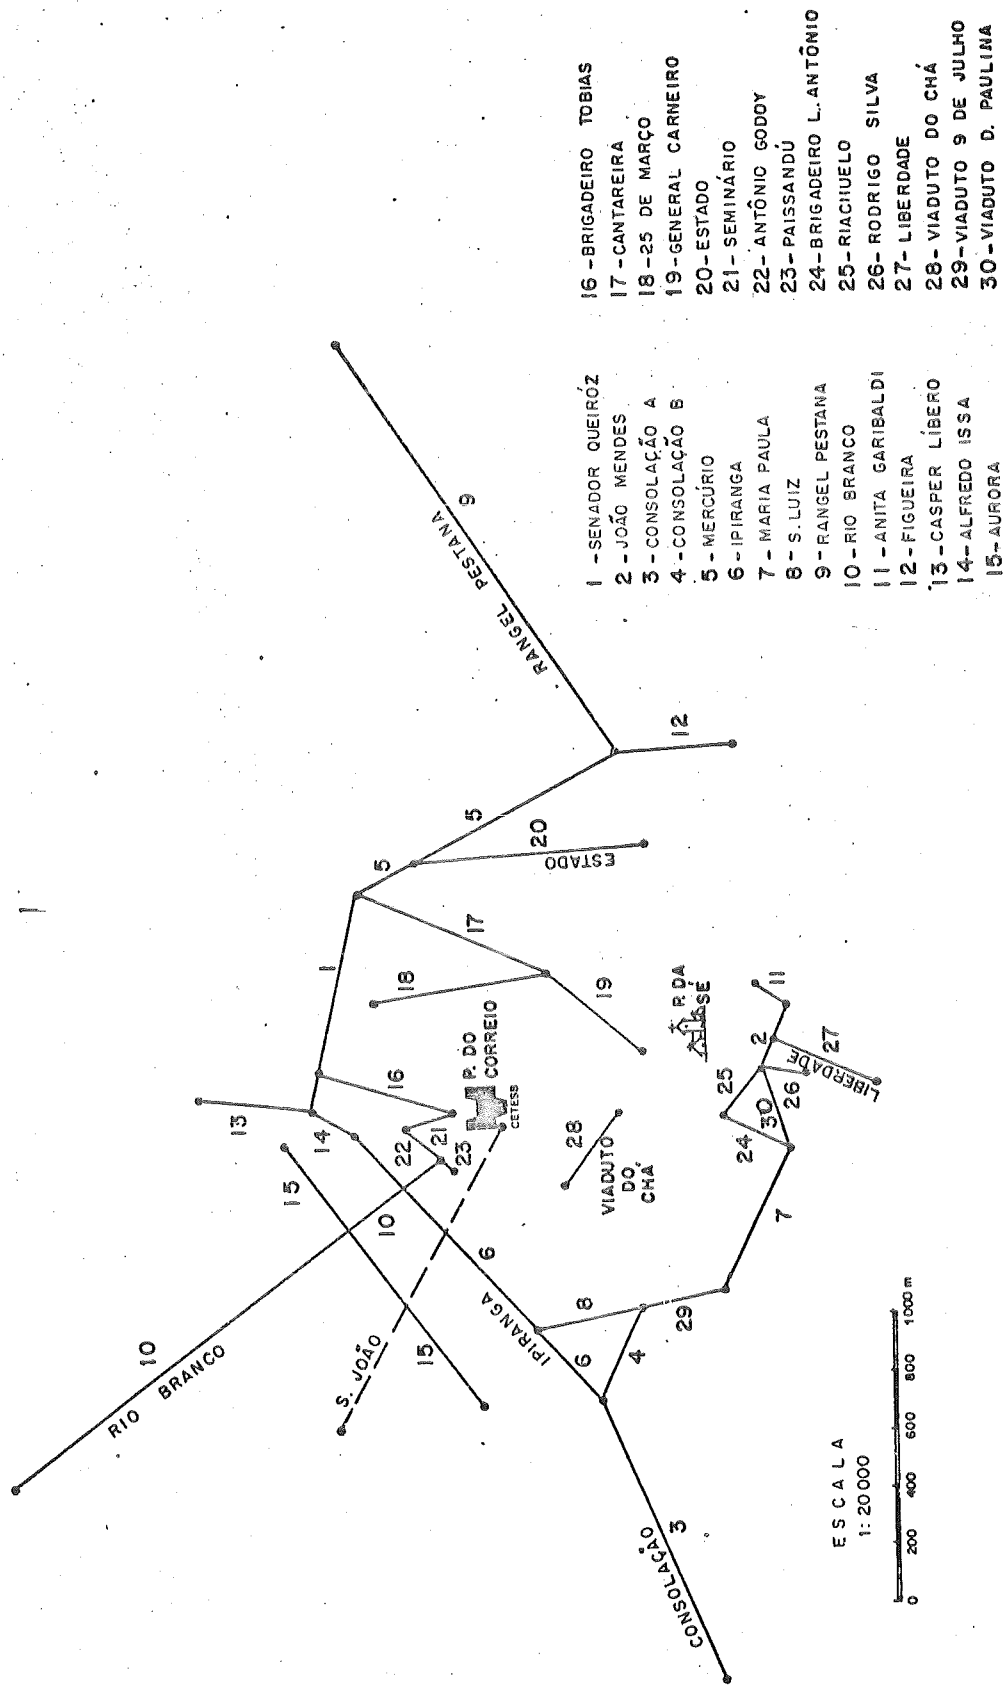 RIO BRANCO
10
10
S. JOÃO
15
15
13
14
16
22
21
23
P. DO
CORREIO
CETESS
1
18
17
19
5
5
20
ESTADO
RANGEL PESTANA
9
12
IPIRANGA
6
6
8
4
29
28
VIADUTO
DO
CHÁ
P. DA
SÉ
CONSOLAÇÃO
3
7
24
25
30
26
2
11
27
LIBERDADE
ESCALA
1:20000
0 200 400 600 800 1000 m
1 - SENADOR QUEIRÓZ
2 - JOÃO MENDES
3 - CONSOLAÇÃO A
4 - CONSOLAÇÃO B
5 - MERCÚRIO
6 - IPIRANGA
7 - MARIA PAULA
8 - S. LUIZ
9 - RANGEL PESTANA
10 - RIO BRANCO
11 - ANITA GARIBALDI
12 - FIGUEIRA
13 - CASPER LÍBERO
14 - ALFREDO ISSA
15 - AURORA
16 - BRIGADEIRO TOBIAS
17 - CANTAREIRA
18 - 25 DE MARÇO
19 - GENERAL CARNEIRO
20 - ESTADO
21 - SEMINÁRIO
22 - ANTÔNIO GODOY
23 - PAISSANDÚ
24 - BRIGADEIRO L. ANTÔNIO
25 - RIACHUELO
26 - RODRIGO SILVA
27 - LIBERDADE
28 - VIADUTO DO CHÁ
29 - VIADUTO 9 DE JULHO
30 - VIADUTO D. PAULINA